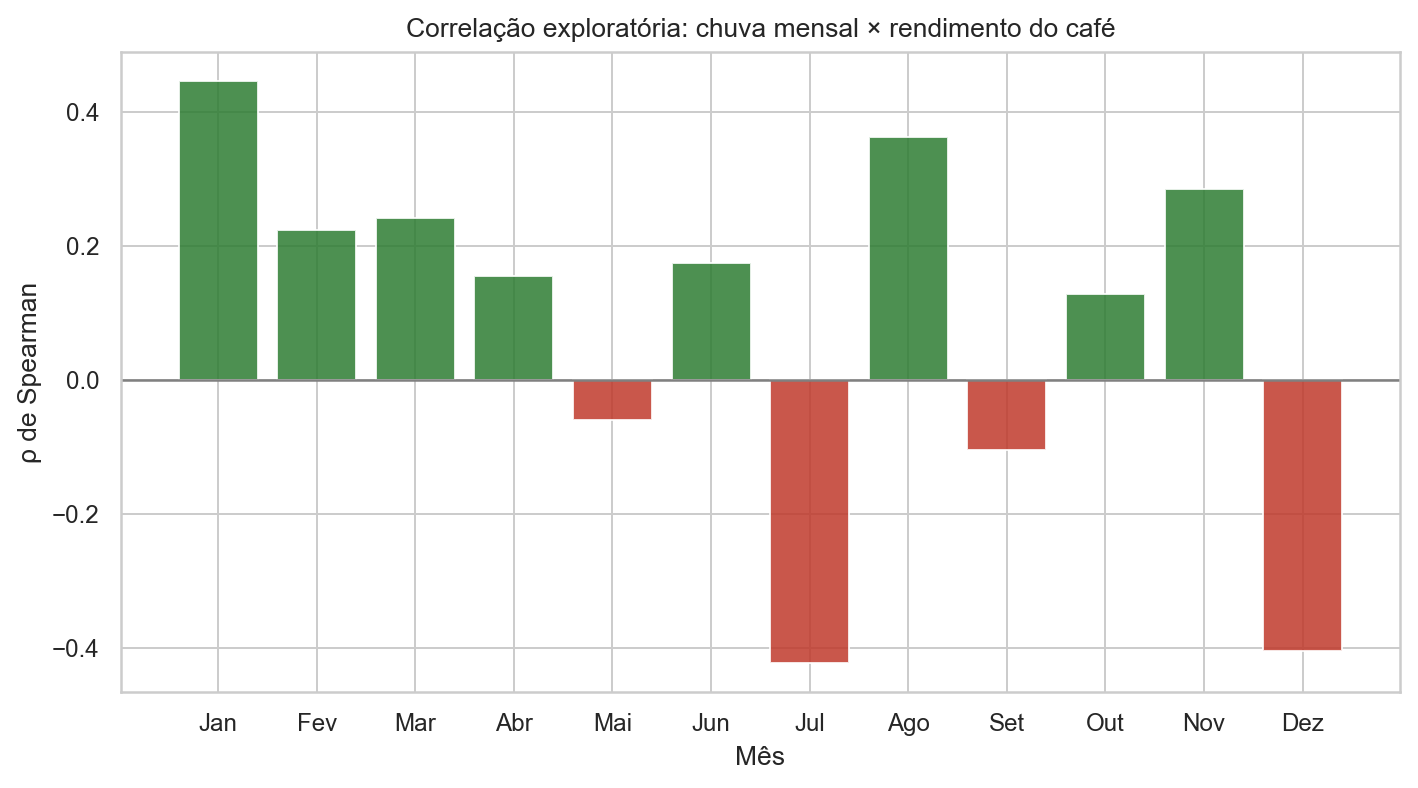 Correlação exploratória: chuva mensal × rendimento do café
ρ de Spearman
0.4
0.2
0.0
−0.2
−0.4
Jan Fev Mar Abr Mai Jun Jul Ago Set Out Nov Dez
Mês